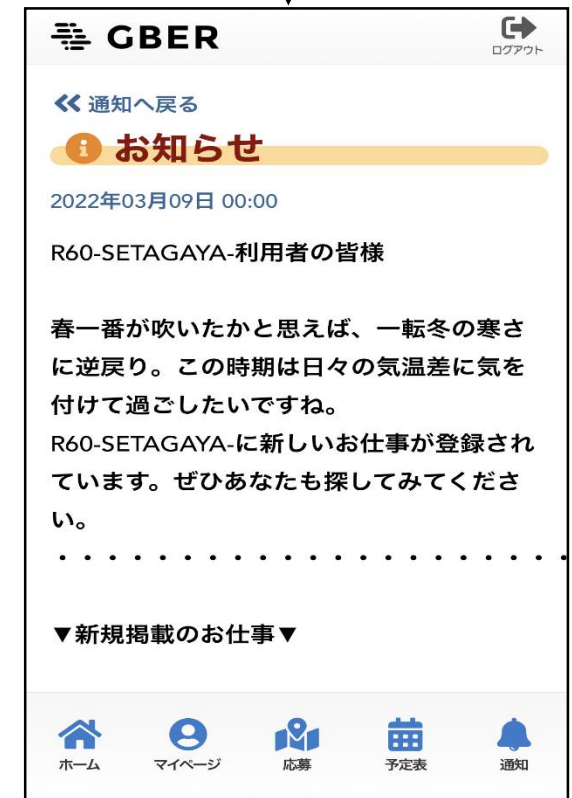 GBER
ログアウト
通知へ戻る
お知らせ
2022年03月09日 00:00
R60-SETAGAYA-利用者の皆様
春一番が吹いたかと思えば、一転冬の寒さ
に逆戻り。この時期は日々の気温差に気を
付けて過ごしたいですね。
R60-SETAGAYA-に新しいお仕事が登録され
ています。ぜひあなたも探してみてくださ
い。
・・・・・・・・・・・・・・・・・・・・
▼新規掲載のお仕事▼
ホーム マイページ 応募 予定表 通知